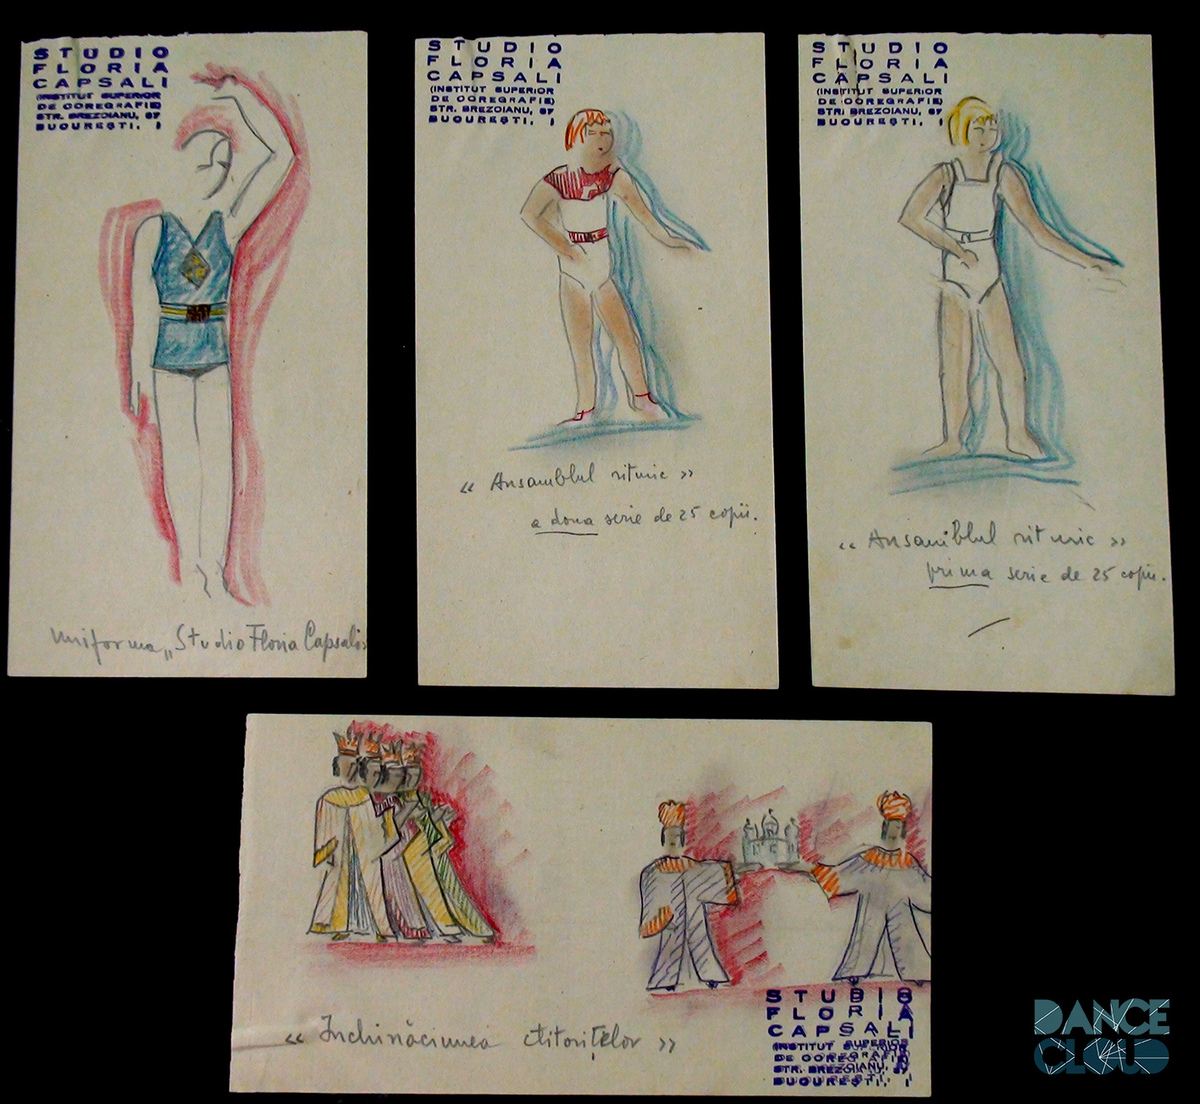 STUDIO
FLORIA
CAPSALI
(INSTITUT SUPERIOR
DE COREGRAFIE)
STR. BREZOIANU, 67
BUCUREȘTI, I
Uniforma „Studio Floria Capsali»
STUDIO
FLORIA
CAPSALI
(INSTITUT SUPERIOR
DE COREGRAFIE)
STR. BREZOIANU, 67
BUCUREȘTI, I
« Ansamblul ritmic »
a doua serie de 25 copii.
STUDIO
FLORIA
CAPSALI
(INSTITUT SUPERIOR
DE COREGRAFIE)
STR. BREZOIANU, 67
BUCUREȘTI, I
« Ansamblul ritmic »
prima serie de 25 copii.
« Închinăciunea ctitorițelor »
STUDIO
FLORIA
CAPSALI
(INSTITUT SUPERIOR
DE COREGRAFIE)
STR. BREZOIANU, 67
BUCUREȘTI, I
DANCE
CLOUD